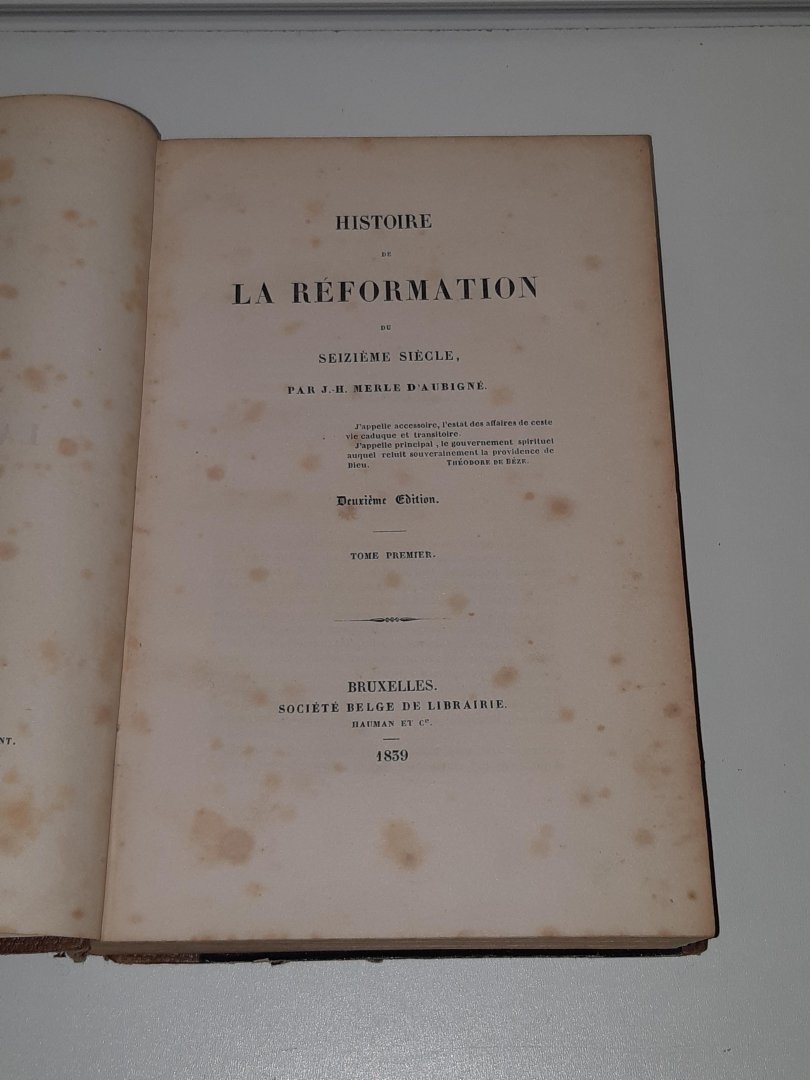 HISTOIRE
DE
LA RÉFORMATION
DU
SEIZIÈME SIÈCLE,
PAR J.-H. MERLE D'AUBIGNÉ.
J'appelle accessoire, l'estat des affaires de ceste
vie caduque et transitoire.
J'appelle principal, le gouvernement spirituel
auquel reluit souverainement la providence de
Dieu. THÉODORE DE BÈZE.
Deuxième Edition.
TOME PREMIER.
BRUXELLES.
SOCIÉTÉ BELGE DE LIBRAIRIE.
HAUMAN ET Cᵉ.
1839
NT.